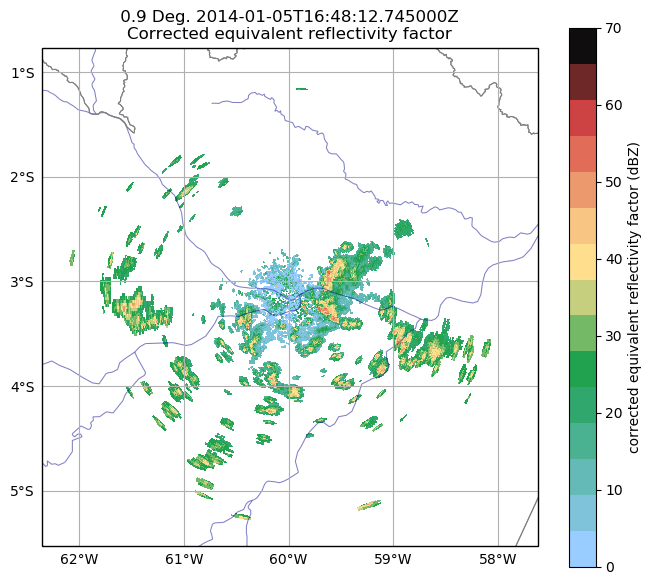 0.9 Deg. 2014-01-05T16:48:12.745000Z
Corrected equivalent reflectivity factor
1°S
2°S
3°S
4°S
5°S
62°W 61°W 60°W 59°W 58°W
70
60
50
40
30
20
10
0
corrected equivalent reflectivity factor (dBZ)